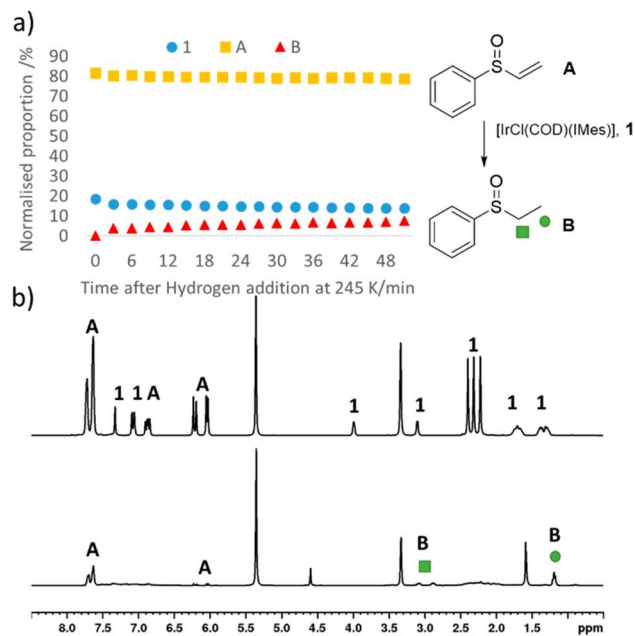 a)
● 1 ■ A ▲ B
Normalised proportion /%
90
80
70
60
50
40
30
20
10
0
0 6 12 18 24 30 36 42 48
Time after Hydrogen addition at 245 K/min
O
S
A
[IrCl(COD)(IMes)], 1
O
S
B
b)
A 1 1 A A 1 1 1 1 1
A A B B
8.0 7.5 7.0 6.5 6.0 5.5 5.0 4.5 4.0 3.5 3.0 2.5 2.0 1.5 ppm